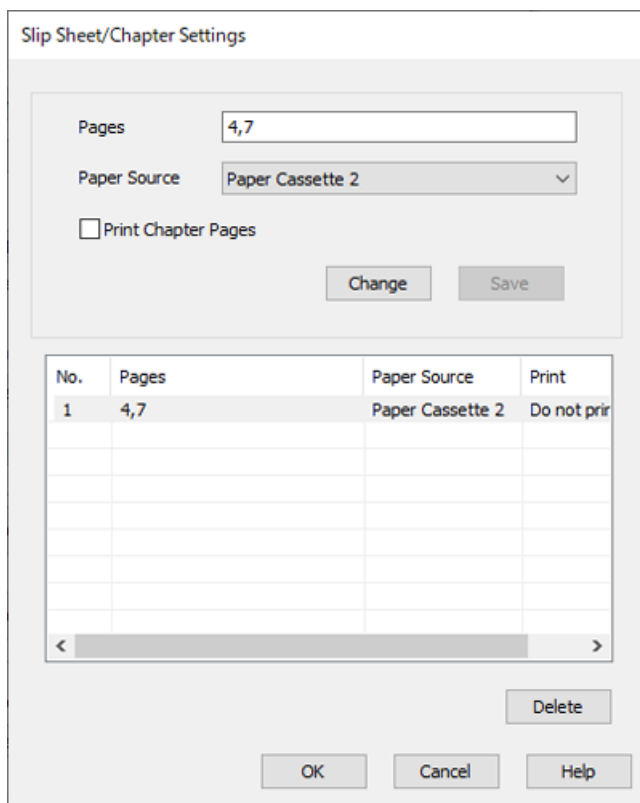 Slip Sheet/Chapter Settings
Pages 4,7
Paper Source Paper Cassette 2
Print Chapter Pages
Change Save
No. Pages Paper Source Print
1 4,7 Paper Cassette 2 Do not prin
Delete
OK Cancel Help